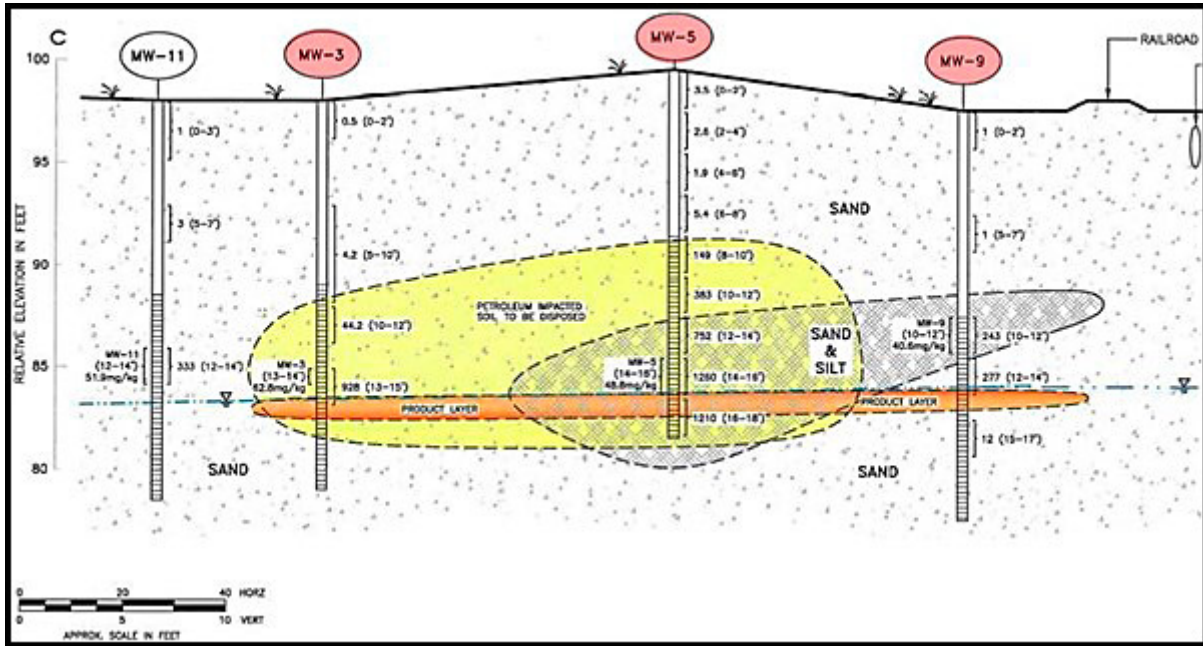 C
MW-11
MW-3
MW-5
MW-9
RAILROAD
RELATIVE ELEVATION IN FEET
100
95
90
85
80
1 (0-3')
3 (5-7')
333 (12-14')
MW-11
(12-14')
51.9mg/kg
0.5 (0-2')
4.2 (5-10')
44.2 (10-12')
928 (13-15')
MW-3
(13-14')
62.8mg/kg
3.5 (0-2')
2.6 (2-4')
1.9 (4-6')
5.4 (6-8')
149 (8-10')
383 (10-12')
752 (12-14')
1260 (14-16')
1210 (16-18')
MW-5
(14-16')
48.8mg/kg
1 (0-2')
1 (5-7')
243 (10-12')
277 (12-14')
12 (15-17')
MW-9
(10-12')
40.6mg/kg
SAND
PETROLEUM IMPACTED
SOIL TO BE DISPOSED
SAND
&
SILT
PRODUCT LAYER
PRODUCT LAYER
SAND
SAND
0 20 40 HORZ
0 5 10 VERT
APPROX. SCALE IN FEET